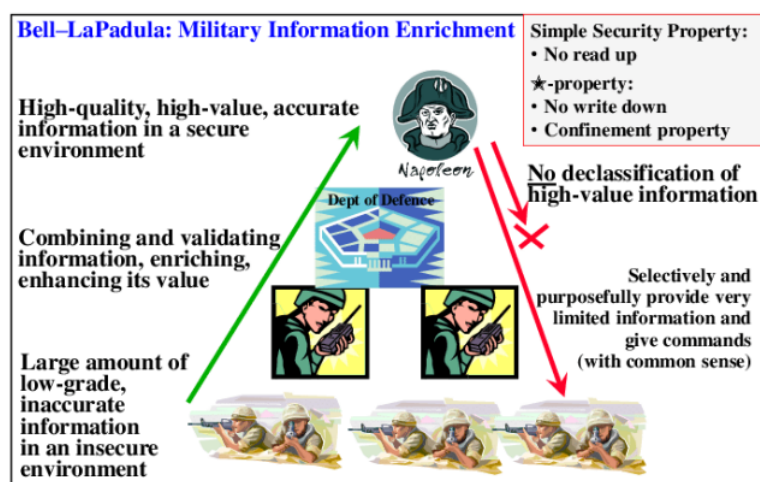 Bell–LaPadula: Military Information Enrichment
Simple Security Property:
• No read up
★-property:
• No write down
• Confinement property
High-quality, high-value, accurate
information in a secure
environment
Napoleon
No declassification of
high-value information
Dept of Defence
Combining and validating
information, enriching,
enhancing its value
Selectively and
purposefully provide very
limited information and
give commands
(with common sense)
Large amount of
low-grade,
inaccurate
information
in an insecure
environment